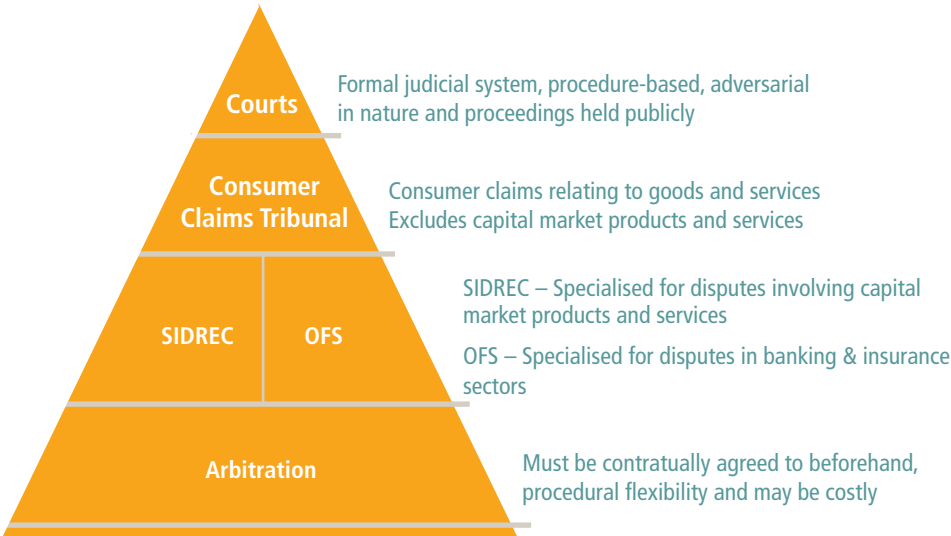 Courts
Formal judicial system, procedure-based, adversarial
in nature and proceedings held publicly
Consumer
Claims Tribunal
Consumer claims relating to goods and services
Excludes capital market products and services
SIDREC
OFS
SIDREC – Specialised for disputes involving capital
market products and services
OFS – Specialised for disputes in banking & insurance
sectors
Arbitration
Must be contratually agreed to beforehand,
procedural flexibility and may be costly